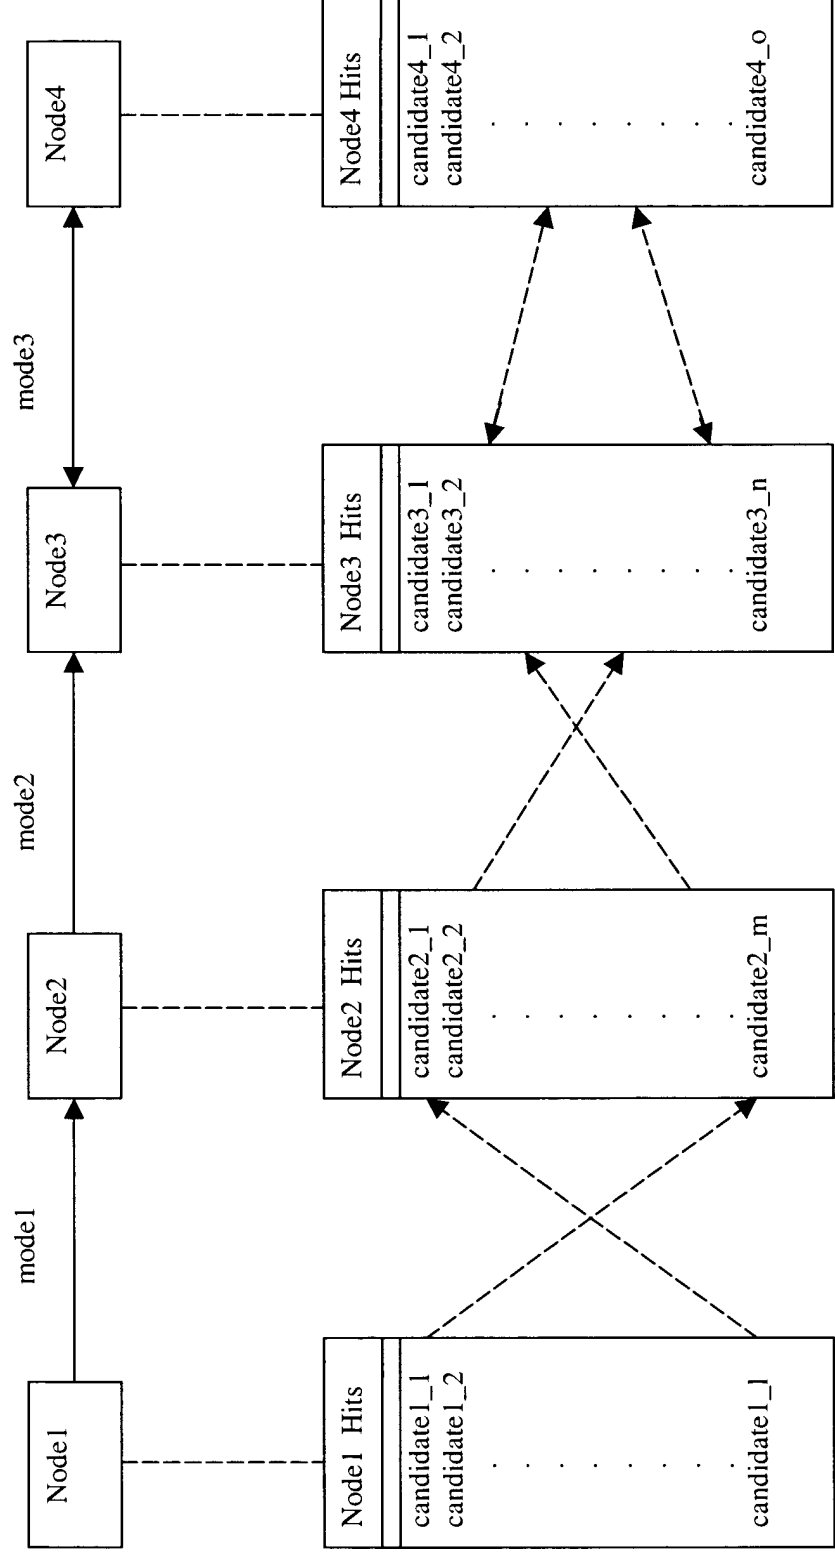 Node1
mode1
Node2
mode2
Node3
mode3
Node4
Node1 Hits
candidate1_1
candidate1_2
. . . . . . . .
candidate1_l
Node2 Hits
candidate2_1
candidate2_2
. . . . . . . .
candidate2_m
Node3 Hits
candidate3_1
candidate3_2
. . . . . . . .
candidate3_n
Node4 Hits
candidate4_1
candidate4_2
. . . . . . . .
candidate4_o